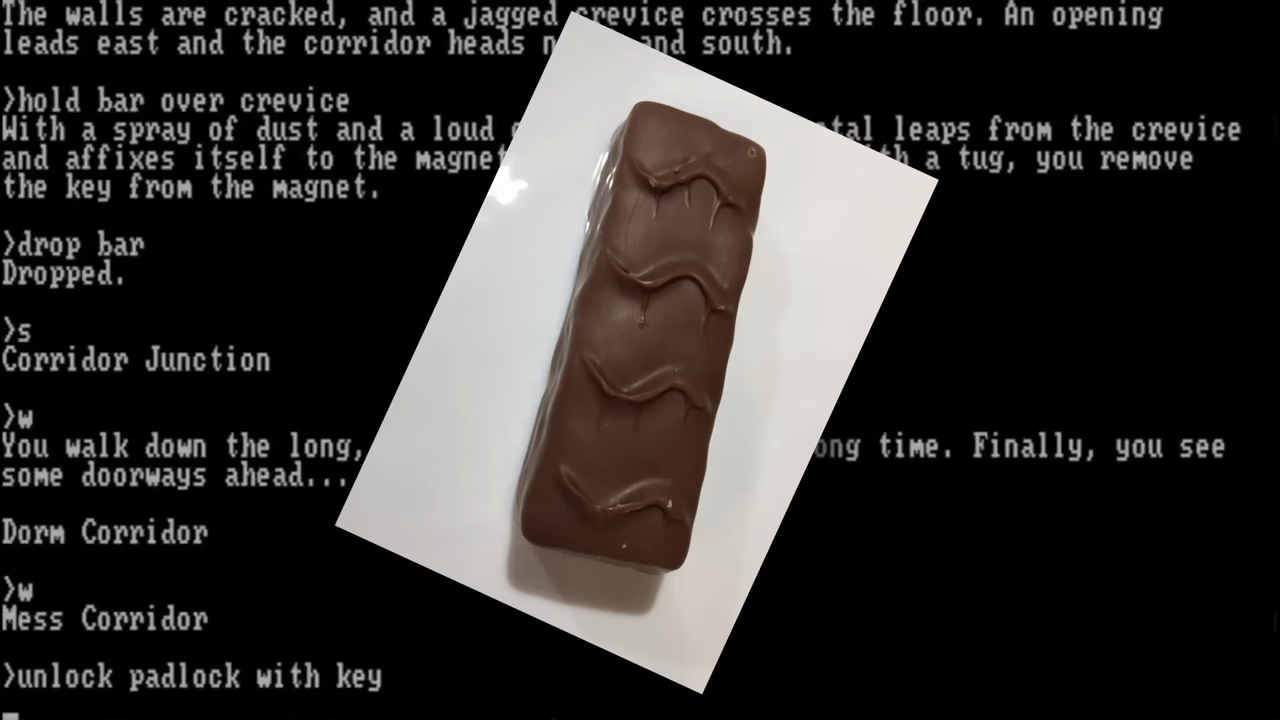 The walls are cracked, and a jagged crevice crosses the floor. An opening
leads east and the corridor heads and south.
>hold bar over crevice
With a spray of dust and a loud leaps from the crevice
and affixes itself to the magnet a tug, you remove
the key from the magnet.
>drop bar
Dropped.
>s
Corridor Junction
>w
You walk down the long, time. Finally, you see
some doorways ahead...
Dorm Corridor
>w
Mess Corridor
>unlock padlock with key